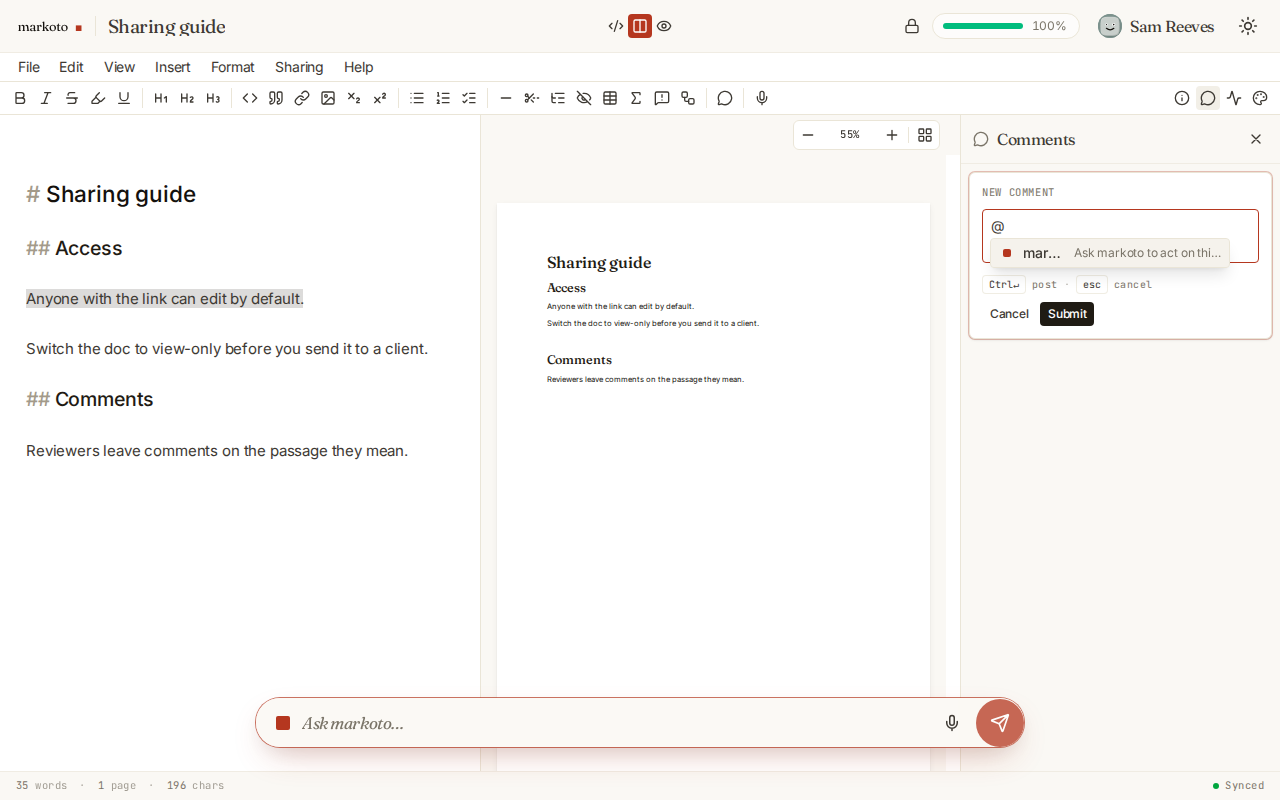 markoto
Sharing guide
100%
Sam Reeves
File Edit View Insert Format Sharing Help
H1 H2 H3
55%
Comments
# Sharing guide
## Access
Anyone with the link can edit by default.
Switch the doc to view-only before you send it to a client.
## Comments
Reviewers leave comments on the passage they mean.
Sharing guide
Access
Anyone with the link can edit by default.
Switch the doc to view-only before you send it to a client.
Comments
Reviewers leave comments on the passage they mean.
NEW COMMENT
@
mar... Ask markoto to act on thi...
Ctrl↵ post · esc cancel
Cancel Submit
Ask markoto...
35 words · 1 page · 196 chars
Synced